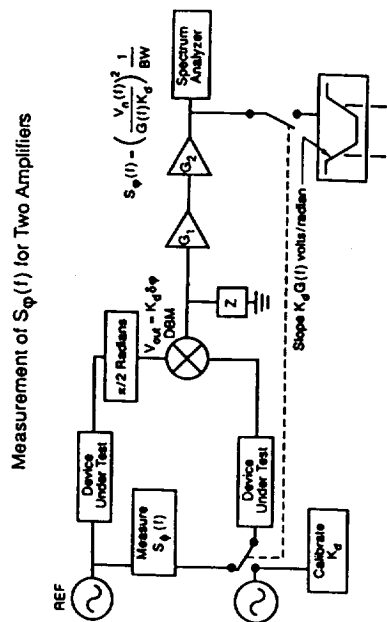 Measurement of Sφ(f) for Two Amplifiers
REF
Device
Under Test
π/2 Radians
Vout = Kdδφ
DBM
Measure
Sϕ(f)
Device
Under Test
Calibrate
Kd
Z
G1
G2
Sφ(f) = (Vn(f) / G(f)Kd)² 1/BW
Spectrum
Analyzer
Slope KdG(f) volts/radian